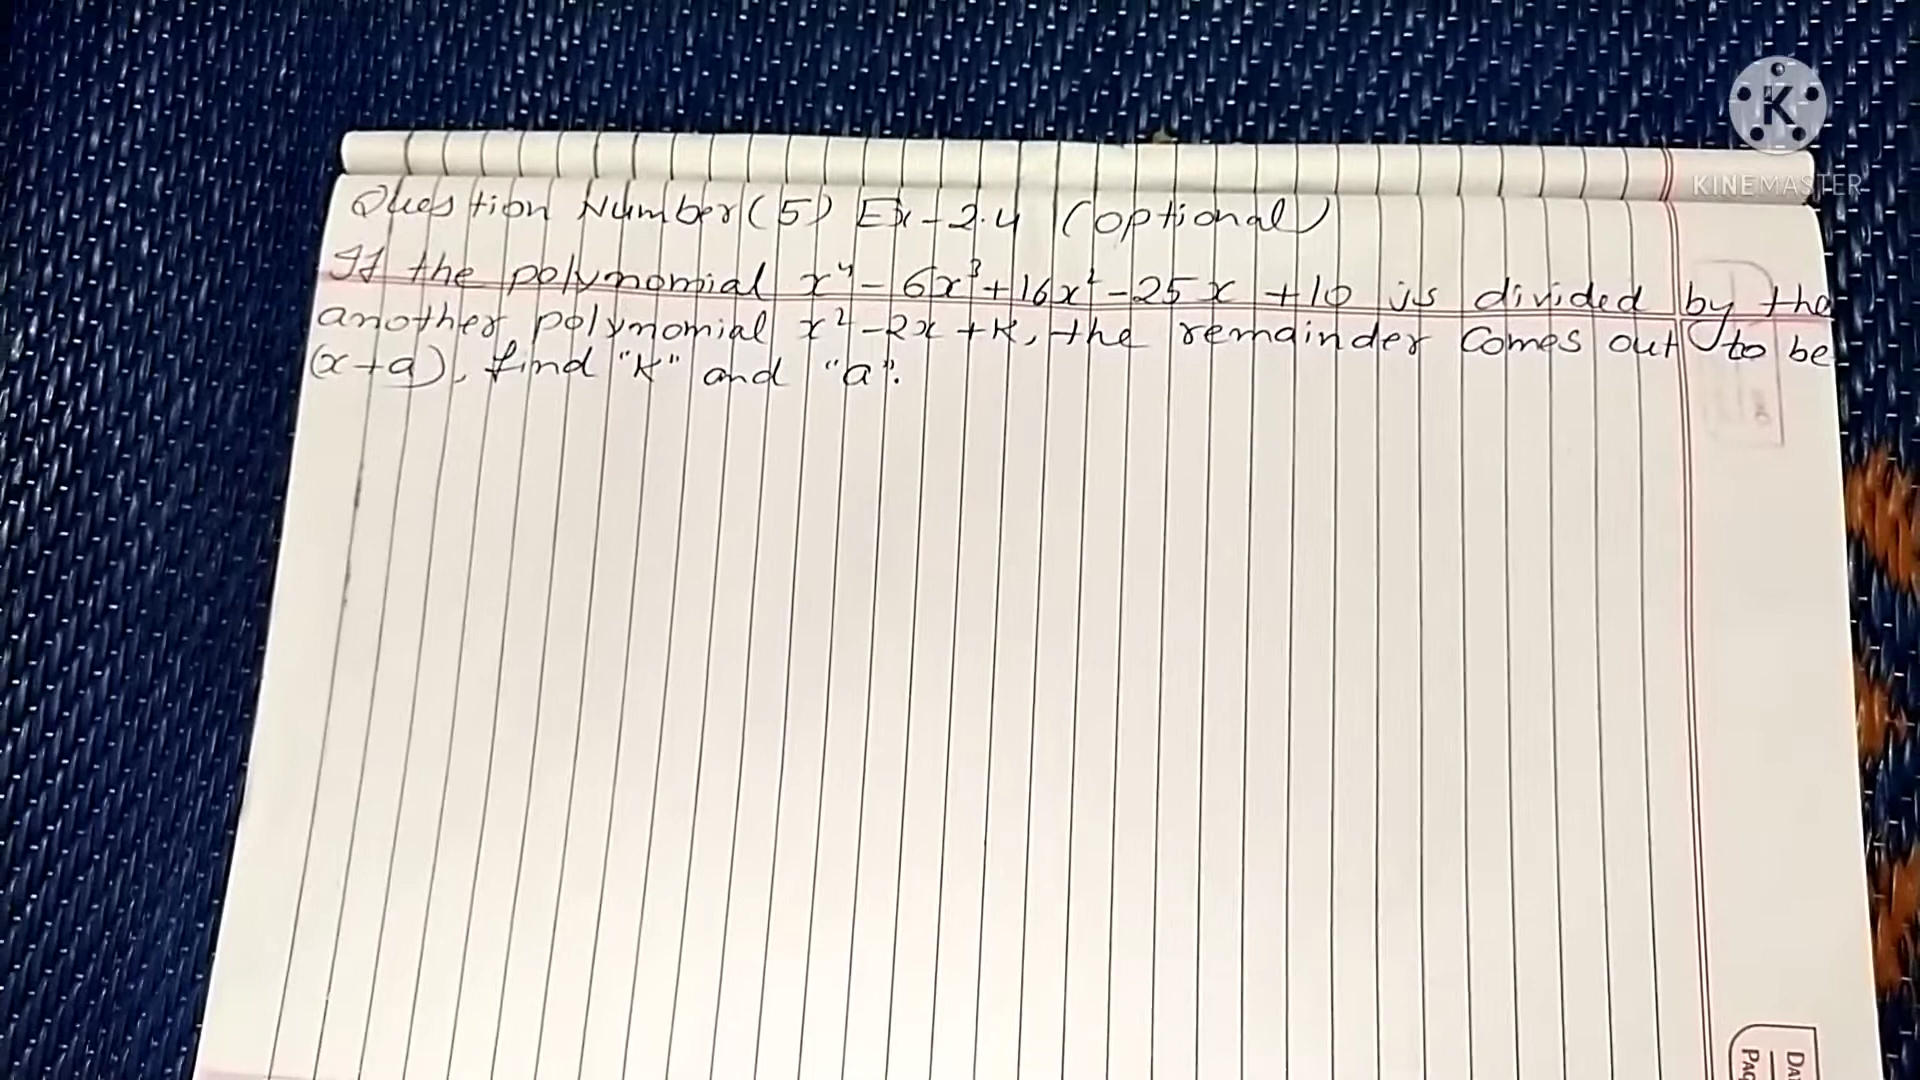 KINEMASTER
Question Number (5) Ex-2.4 (optional)
If the polynomial x⁴ - 6x³ + 16x² - 25x + 10 is divided by the
another polynomial x² - 2x + K, the remainder comes out to be
(x + a), find "K" and "a".